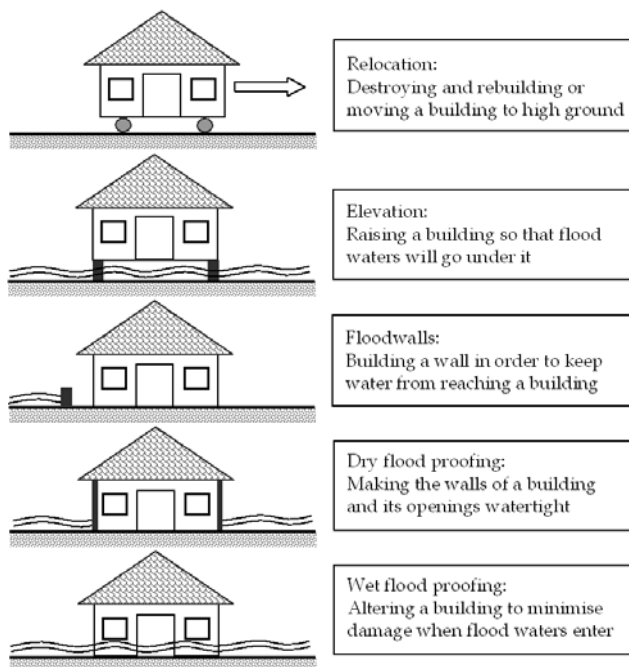 Relocation:
Destroying and rebuilding or
moving a building to high ground
Elevation:
Raising a building so that flood
waters will go under it
Floodwalls:
Building a wall in order to keep
water from reaching a building
Dry flood proofing:
Making the walls of a building
and its openings watertight
Wet flood proofing:
Altering a building to minimise
damage when flood waters enter